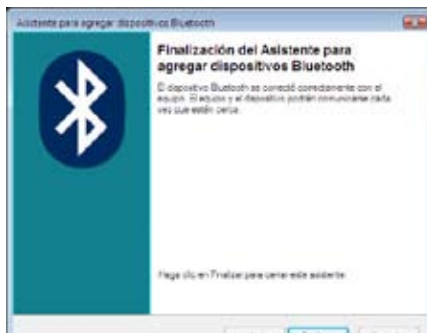 Asistente para agregar dispositivos Bluetooth
Finalización del Asistente para
agregar dispositivos Bluetooth
El dispositivo Bluetooth se conectó correctamente con el
equipo. El equipo y el dispositivo podrán comunicarse cada
vez que estén cerca.
Haga clic en Finalizar para cerrar este asistente.